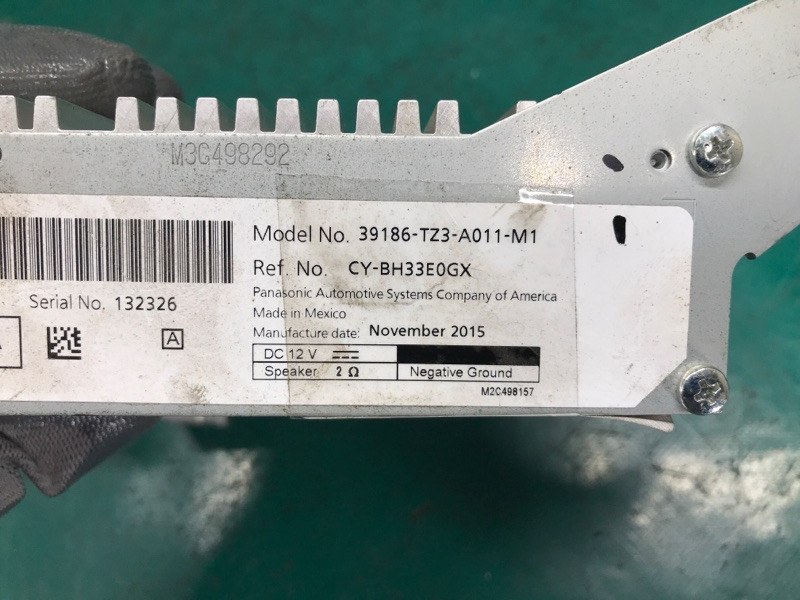 M3G498292
Model No. 39186-TZ3-A011-M1
Ref. No. CY-BH33E0GX
Panasonic Automotive Systems Company of America
Made in Mexico
Manufacture date: November 2015
DC 12 V
Speaker 2 Ω Negative Ground
M2C498157
Serial No. 132326
A